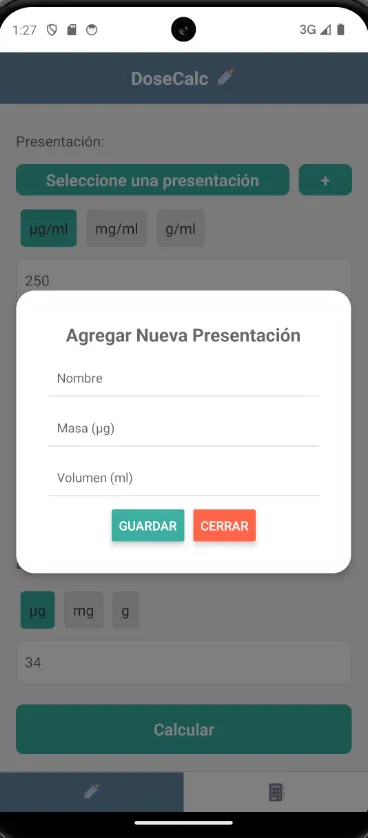 1:27 3G
DoseCalc
Presentación:
Seleccione una presentación +
µg/ml mg/ml g/ml
250
Agregar Nueva Presentación
Nombre
Masa (µg)
Volumen (ml)
GUARDAR CERRAR
µg mg g
34
Calcular